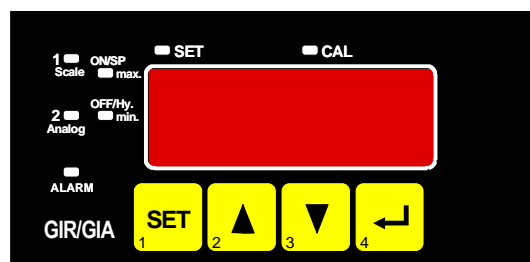 SET CAL
1 ON/SP
Scale max.
OFF/Hy.
2 min.
Analog
ALARM
GIR/GIA
SET
1 2 3 4